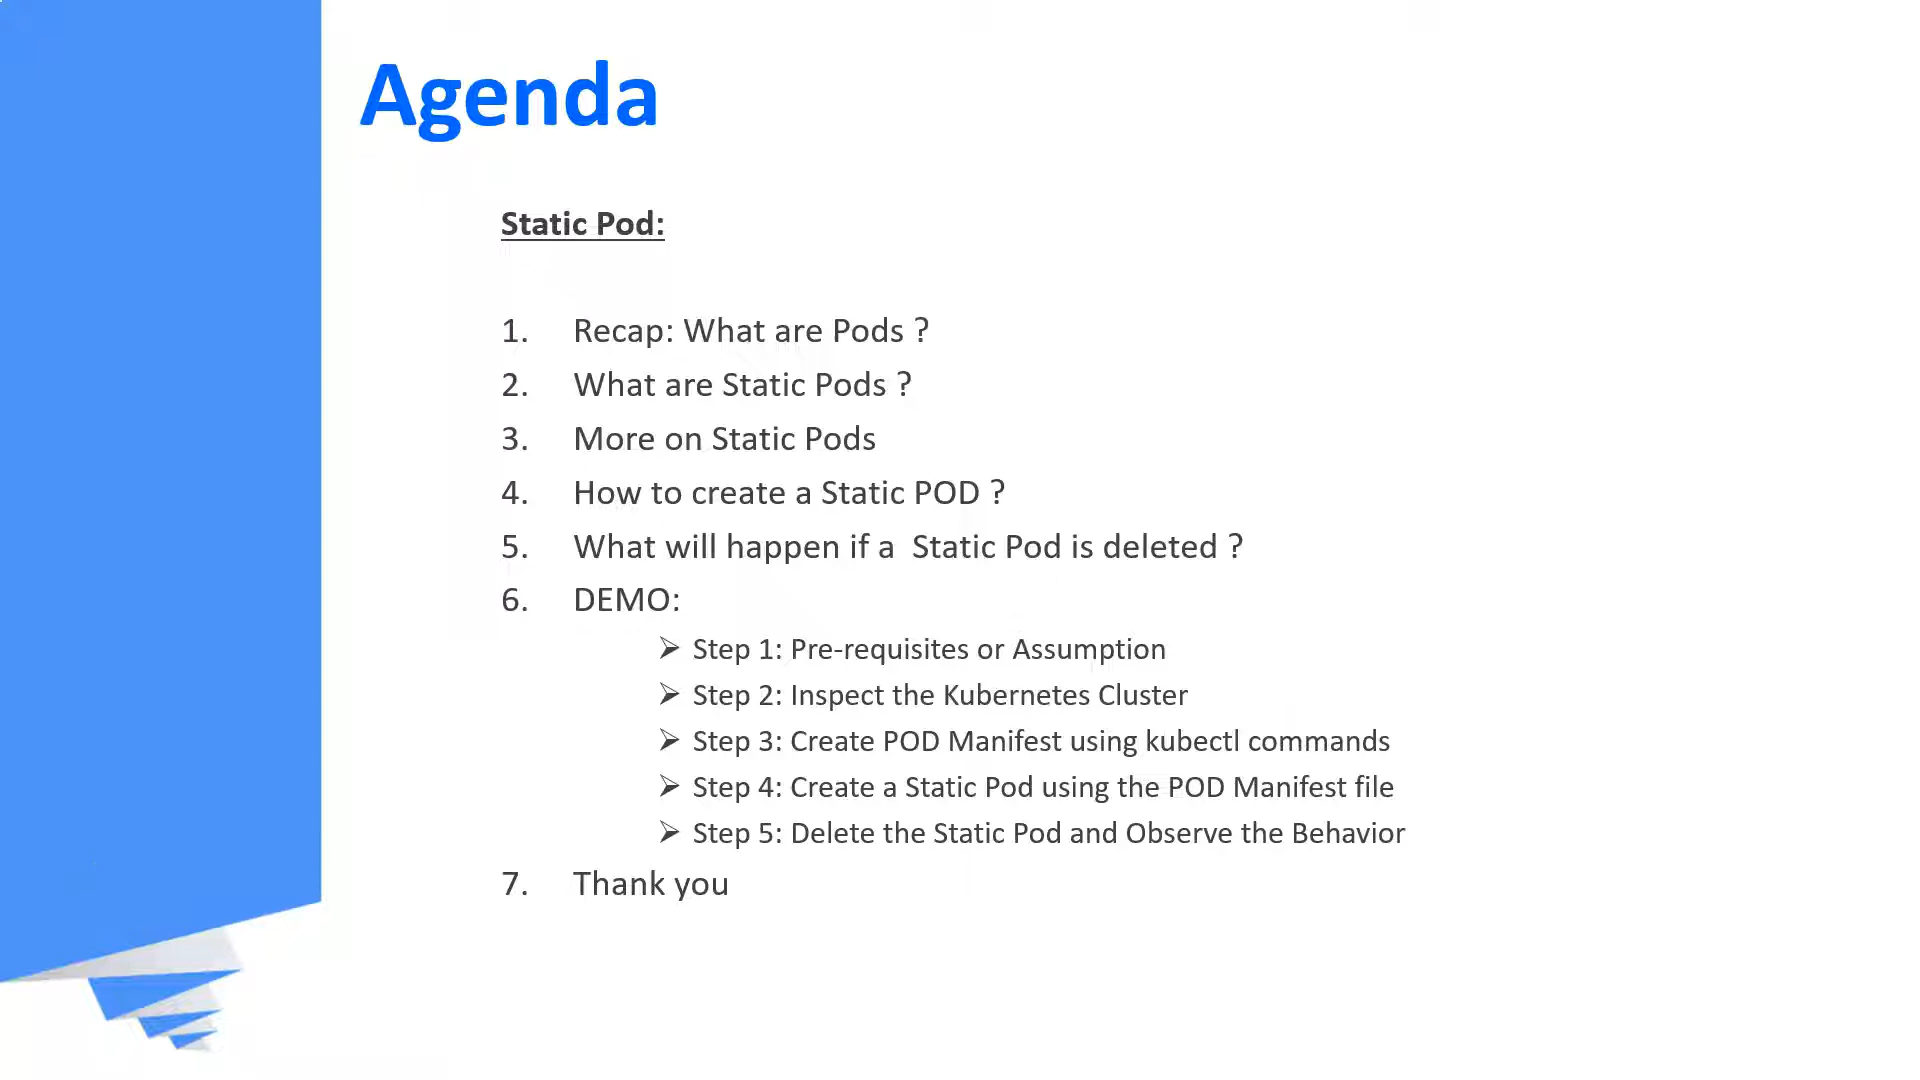 Agenda
Static Pod:
1. Recap: What are Pods ?
2. What are Static Pods ?
3. More on Static Pods
4. How to create a Static POD ?
5. What will happen if a  Static Pod is deleted ?
6. DEMO:
➢ Step 1: Pre-requisites or Assumption
➢ Step 2: Inspect the Kubernetes Cluster
➢ Step 3: Create POD Manifest using kubectl commands
➢ Step 4: Create a Static Pod using the POD Manifest file
➢ Step 5: Delete the Static Pod and Observe the Behavior
7. Thank you